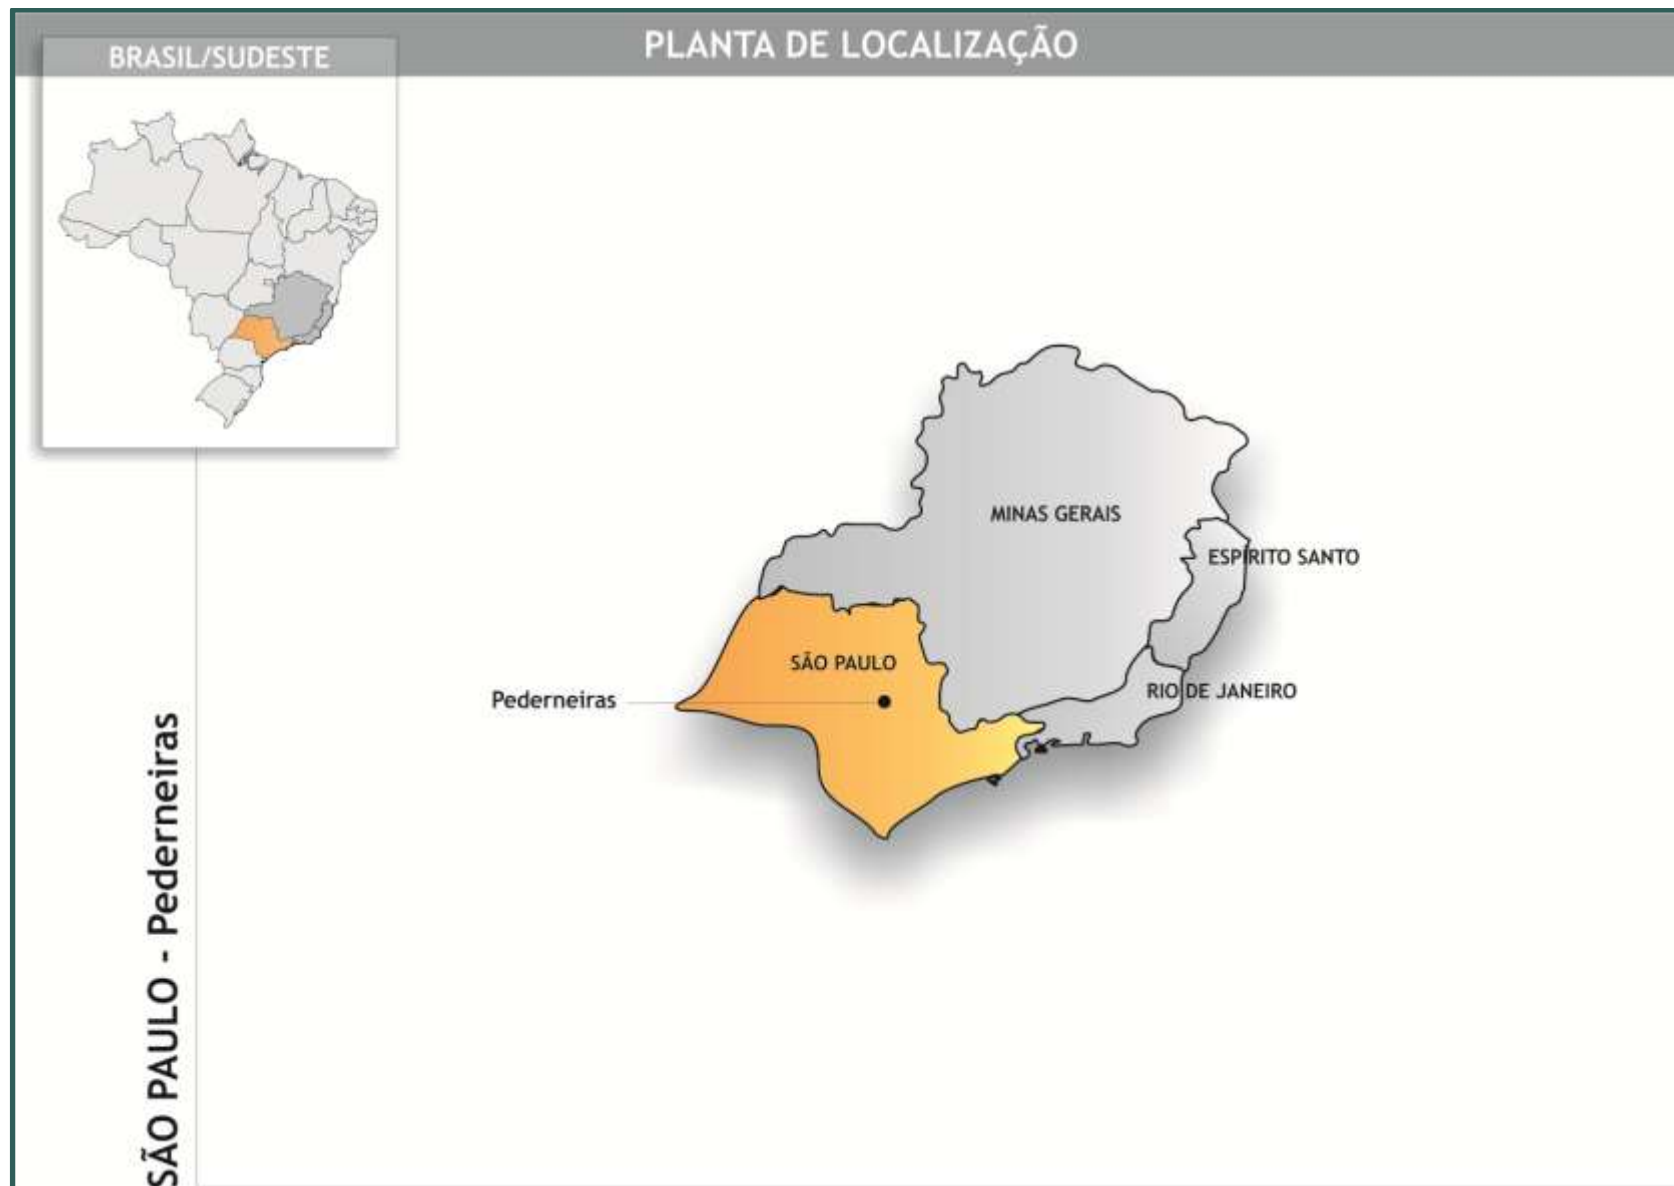 PLANTA DE LOCALIZAÇÃO
BRASIL/SUDESTE
MINAS GERAIS
ESPÍRITO SANTO
SÃO PAULO
RIO DE JANEIRO
Pederneiras
SÃO PAULO - Pederneiras